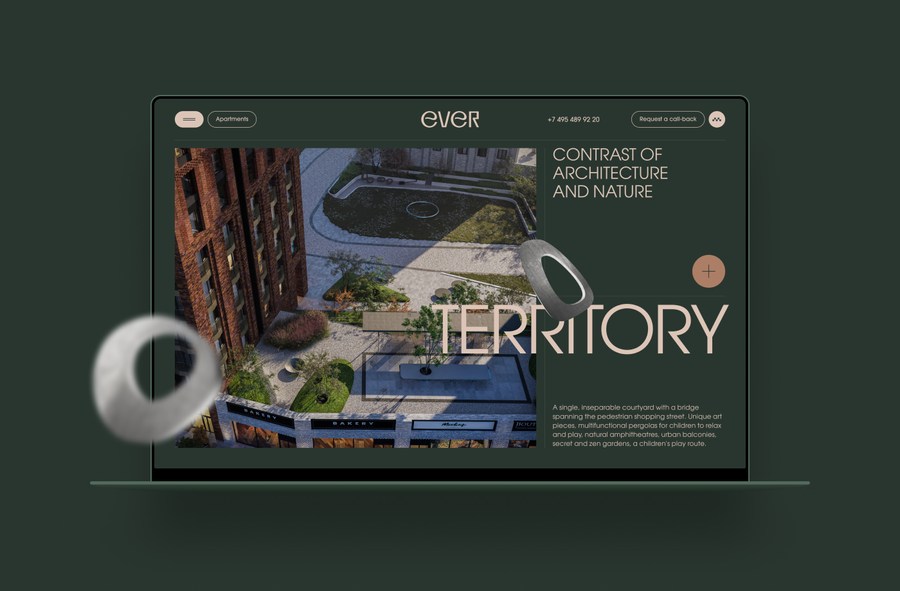 Apartments
ever
+7 495 489 92 20
Request a call-back
CONTRAST OF
ARCHITECTURE
AND NATURE
TERRITORY
A single, inseparable courtyard with a bridge
spanning the pedestrian shopping street. Unique art
pieces, multifunctional pergolas for children to relax
and play, natural amphitheatres, urban balconies,
secret and zen gardens, a children's play route.
BAKERY
BAKERY